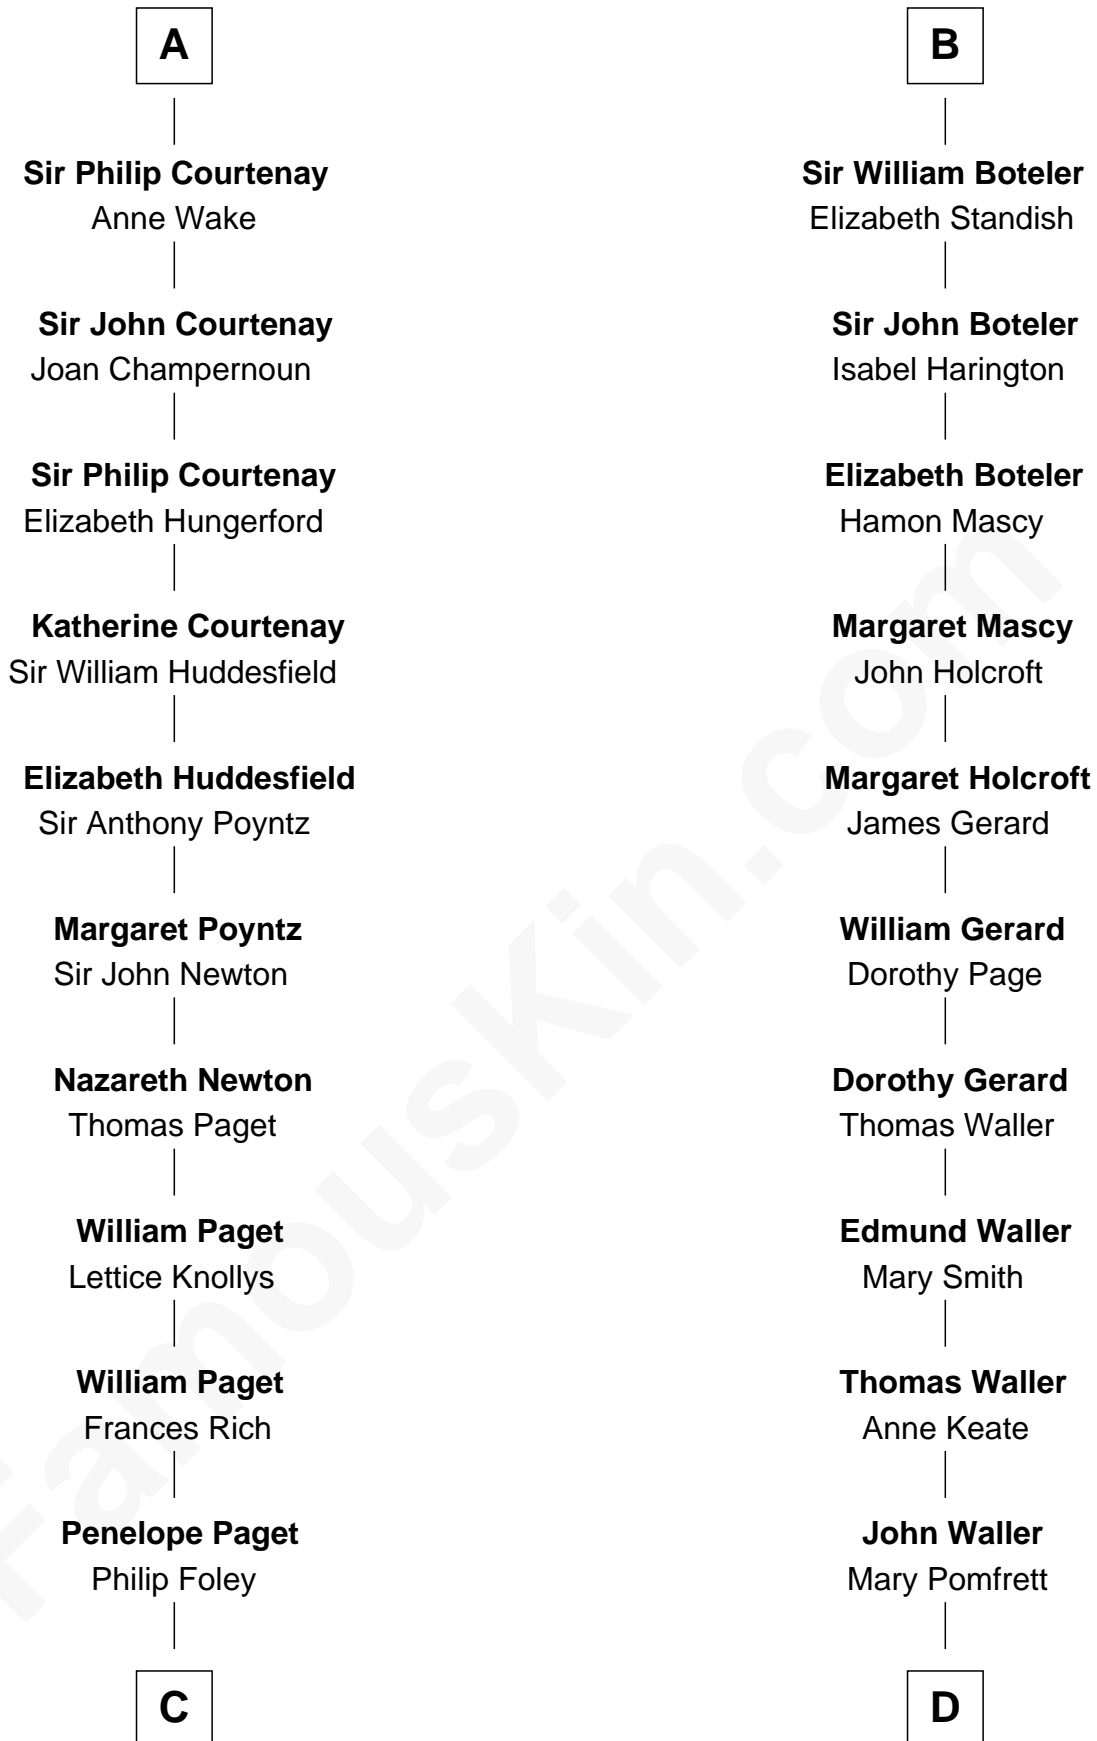 A
Sir Philip Courtenay
Anne Wake
Sir John Courtenay
Joan Champernoun
Sir Philip Courtenay
Elizabeth Hungerford
Katherine Courtenay
Sir William Huddesfield
Elizabeth Huddesfield
Sir Anthony Poyntz
Margaret Poyntz
Sir John Newton
Nazareth Newton
Thomas Paget
William Paget
Lettice Knollys
William Paget
Frances Rich
Penelope Paget
Philip Foley
C
B
Sir William Boteler
Elizabeth Standish
Sir John Boteler
Isabel Harington
Elizabeth Boteler
Hamon Mascy
Margaret Mascy
John Holcroft
Margaret Holcroft
James Gerard
William Gerard
Dorothy Page
Dorothy Gerard
Thomas Waller
Edmund Waller
Mary Smith
Thomas Waller
Anne Keate
John Waller
Mary Pomfrett
D
FamousKin.com